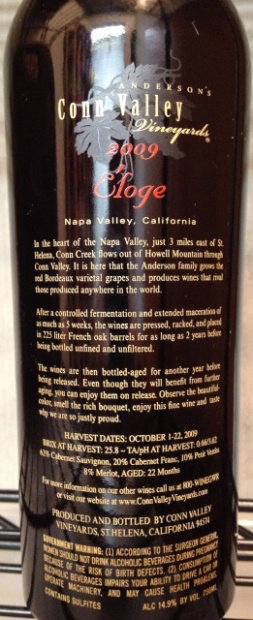 ANDERSON'S
Conn Valley
Vineyards®
2009
Eloge
Napa Valley, California
In the heart of the Napa Valley, just 3 miles east of St.
Helena, Conn Creek flows out of Howell Mountain through
Conn Valley. It is here that the Anderson family grows the
red Bordeaux varietal grapes and produces wines that rival
those produced anywhere in the world.
After a controlled fermentation and extended maceration of
as much as 5 weeks, the wines are pressed, racked, and placed
in 225 liter French oak barrels for as long as 2 years before
being bottled unfined and unfiltered.
The wines are then bottled-aged for another year before
being released. Even though they will benefit from further
aging, you can enjoy them on release. Observe the beautiful
color, smell the rich bouquet, enjoy this fine wine and taste
why we are so justly proud.
HARVEST DATES: OCTOBER 1-22, 2009
BRIX AT HARVEST: 25.8 ~ TA/pH AT HARVEST: 0.66/3.62
62% Cabernet Sauvignon, 20% Cabernet Franc, 10% Petit Verdot
8% Merlot, AGED: 22 Months
For more information on our other wines call us at 800-WINEGWR
or visit our website at www.ConnValleyVineyards.com
PRODUCED AND BOTTLED BY CONN VALLEY
VINEYARDS, ST.HELENA, CALIFORNIA 94574
GOVERNMENT WARNING: (1) ACCORDING TO THE SURGEON GENERAL,
WOMEN SHOULD NOT DRINK ALCOHOLIC BEVERAGES DURING PREGNANCY
BECAUSE OF THE RISK OF BIRTH DEFECTS. (2) CONSUMPTION OF
ALCOHOLIC BEVERAGES IMPAIRS YOUR ABILITY TO DRIVE A CAR OR
OPERATE MACHINERY, AND MAY CAUSE HEALTH PROBLEMS.
CONTAINS SULFITES ALC 14.9% BY VOL 750ML